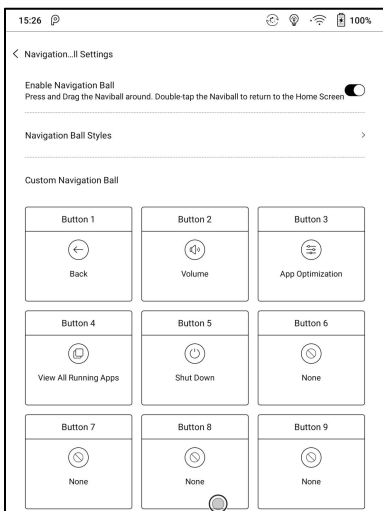 15:26 100%
Navigation...ll Settings
Enable Navigation Ball
Press and Drag the Naviball around. Double-tap the Naviball to return to the Home Screen
Navigation Ball Styles
Custom Navigation Ball
Button 1 Button 2 Button 3
Back Volume App Optimization
Button 4 Button 5 Button 6
View All Running Apps Shut Down None
Button 7 Button 8 Button 9
None None None